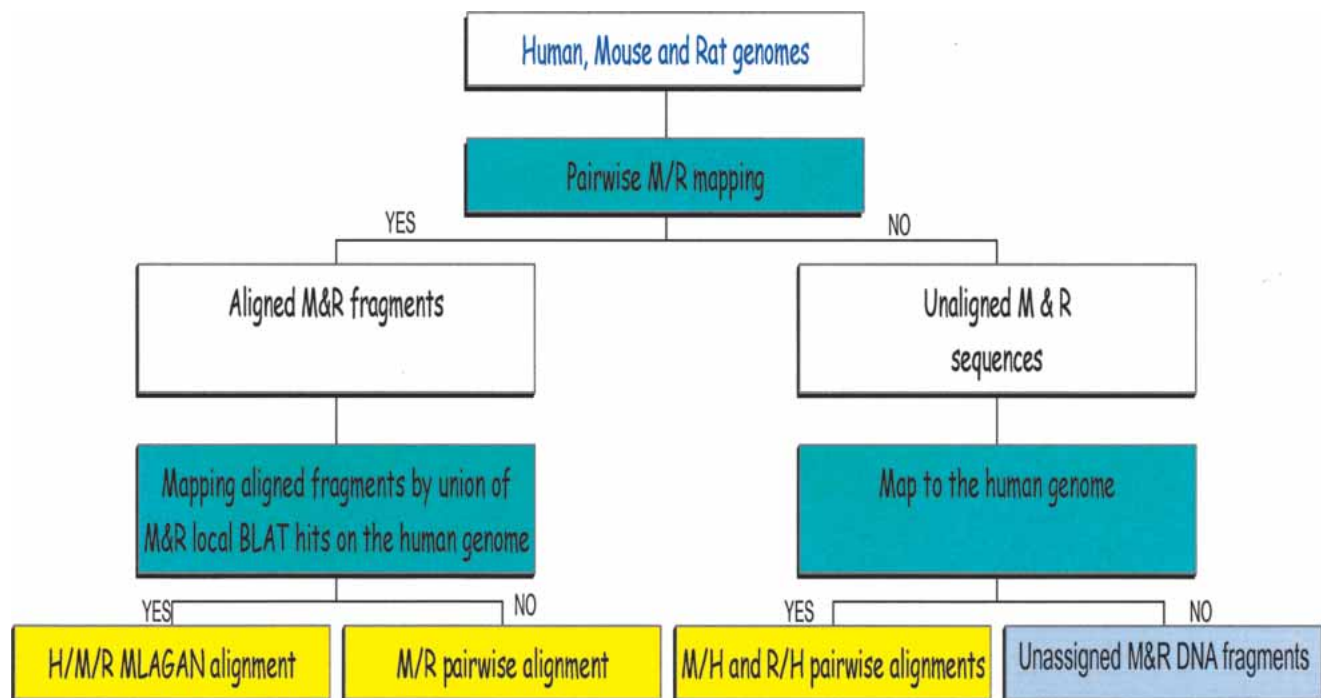 Human, Mouse and Rat genomes
Pairwise M/R mapping
YES
NO
Aligned M&R fragments
Unaligned M & R
sequences
Mapping aligned fragments by union of
M&R local BLAT hits on the human genome
Map to the human genome
YES
NO
YES
NO
H/M/R MLAGAN alignment
M/R pairwise alignment
M/H and R/H pairwise alignments
Unassigned M&R DNA fragments